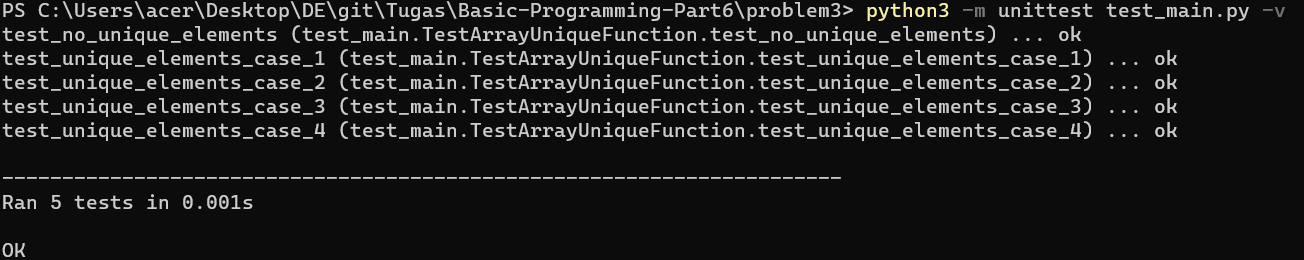 PS C:\Users\acer\Desktop\DE\git\Tugas\Basic-Programming-Part6\problem3> python3 -m unittest test_main.py -v
test_no_unique_elements (test_main.TestArrayUniqueFunction.test_no_unique_elements) ... ok
test_unique_elements_case_1 (test_main.TestArrayUniqueFunction.test_unique_elements_case_1) ... ok
test_unique_elements_case_2 (test_main.TestArrayUniqueFunction.test_unique_elements_case_2) ... ok
test_unique_elements_case_3 (test_main.TestArrayUniqueFunction.test_unique_elements_case_3) ... ok
test_unique_elements_case_4 (test_main.TestArrayUniqueFunction.test_unique_elements_case_4) ... ok
----------------------------------------------------------------------
Ran 5 tests in 0.001s
OK